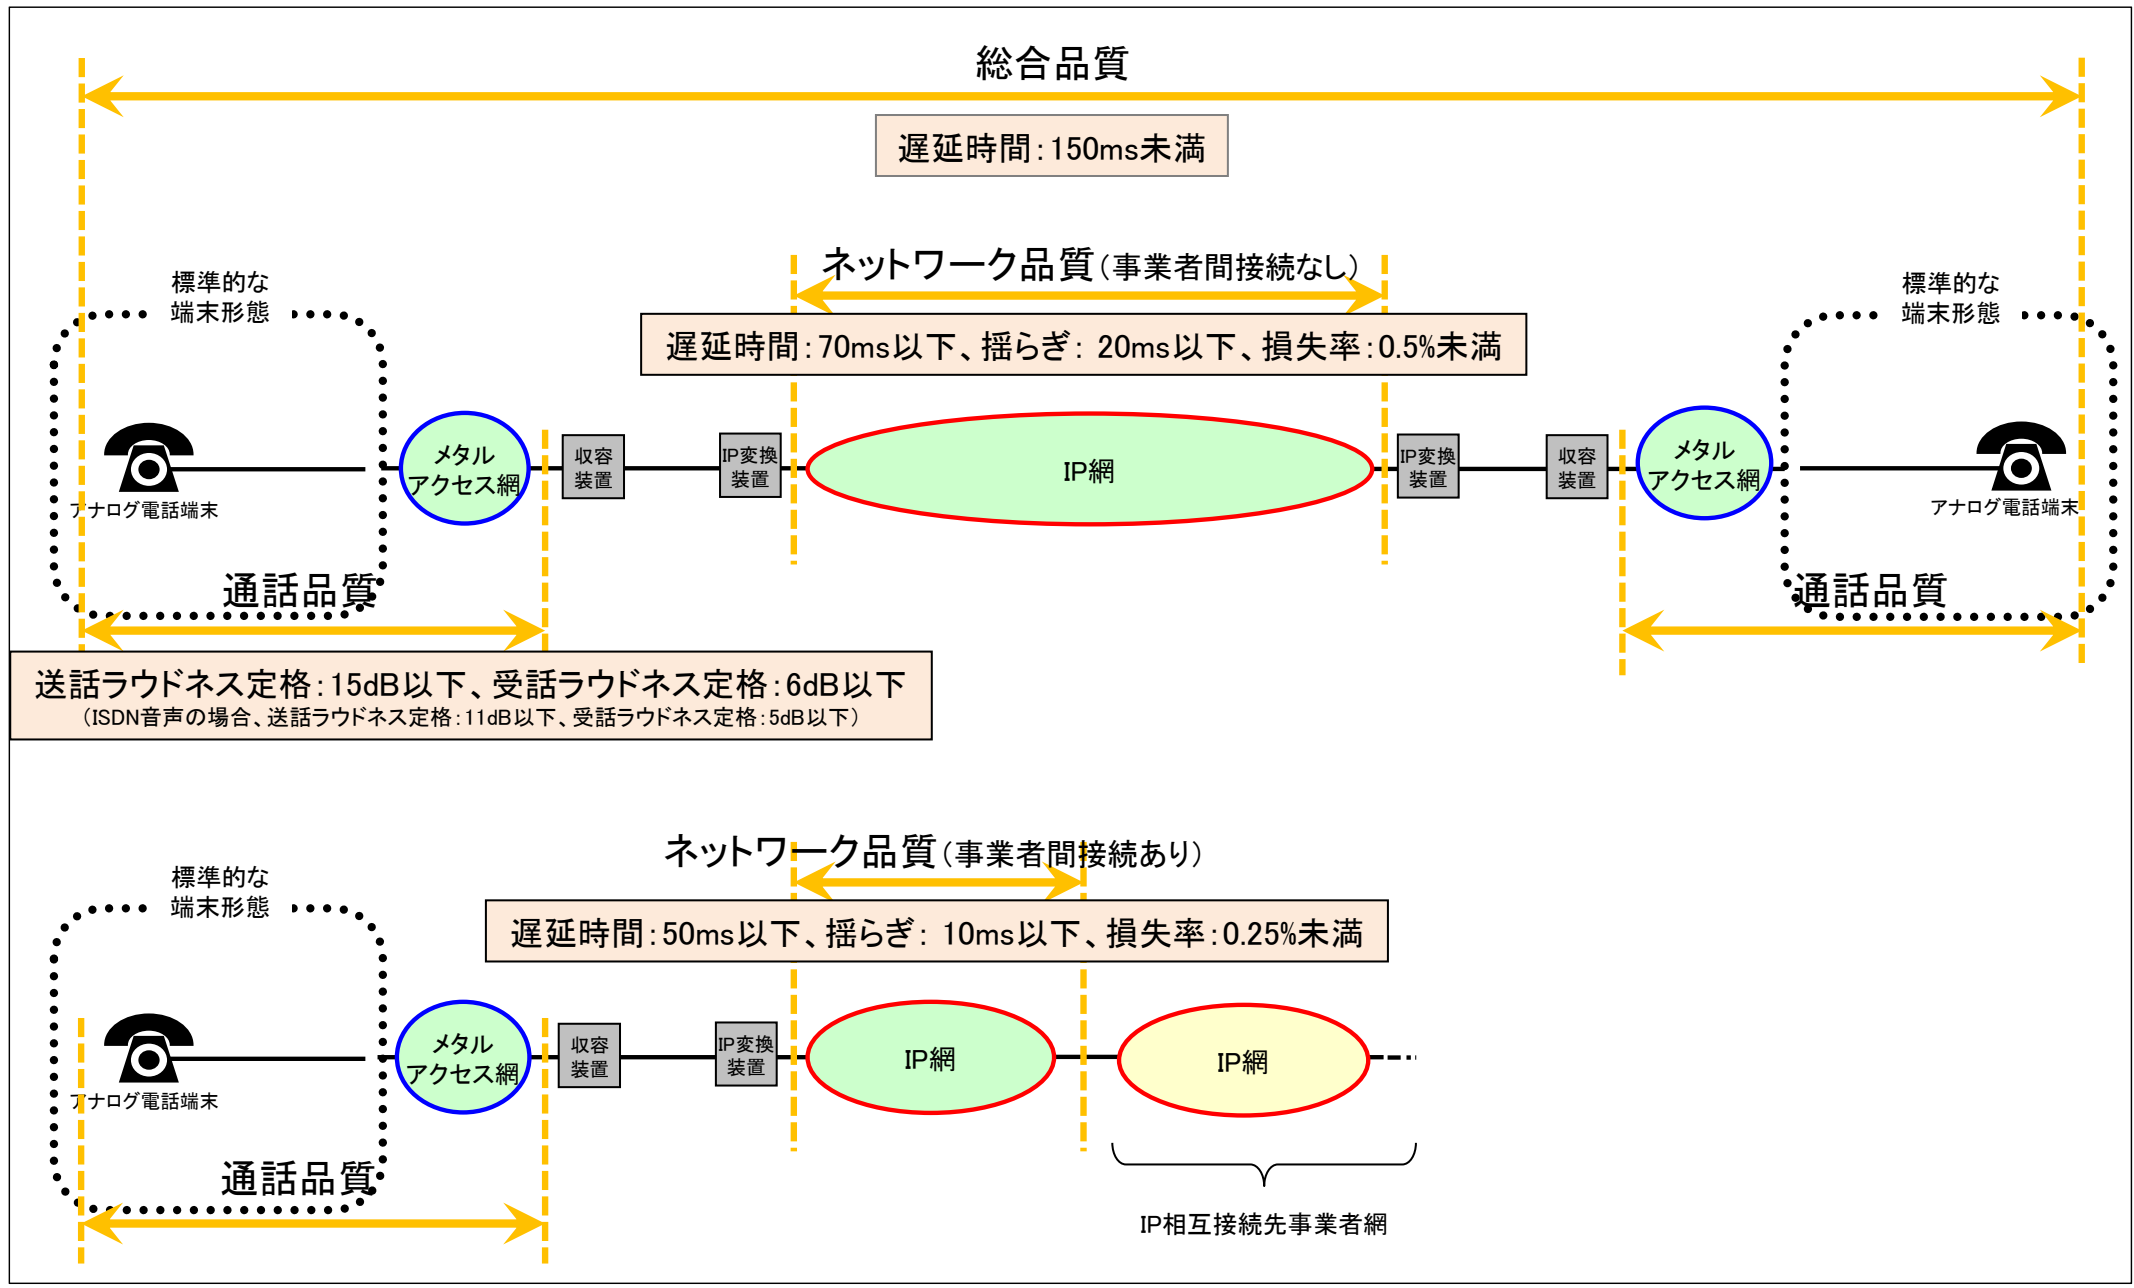 総合品質
遅延時間：150ms未満
ネットワーク品質（事業者間接続なし）
標準的な
端末形態
標準的な
端末形態
遅延時間：70ms以下、揺らぎ： 20ms以下、損失率：0.5%未満
アナログ電話端末
メタル
アクセス網
収容
装置
IP変換
装置
IP網
IP変換
装置
収容
装置
メタル
アクセス網
アナログ電話端末
通話品質
通話品質
送話ラウドネス定格：15dB以下、受話ラウドネス定格：6dB以下
（ISDN音声の場合、送話ラウドネス定格：11dB以下、受話ラウドネス定格：5dB以下）
ネットワーク品質（事業者間接続あり）
標準的な
端末形態
遅延時間：50ms以下、揺らぎ： 10ms以下、損失率：0.25%未満
アナログ電話端末
メタル
アクセス網
収容
装置
IP変換
装置
IP網
IP網
通話品質
IP相互接続先事業者網